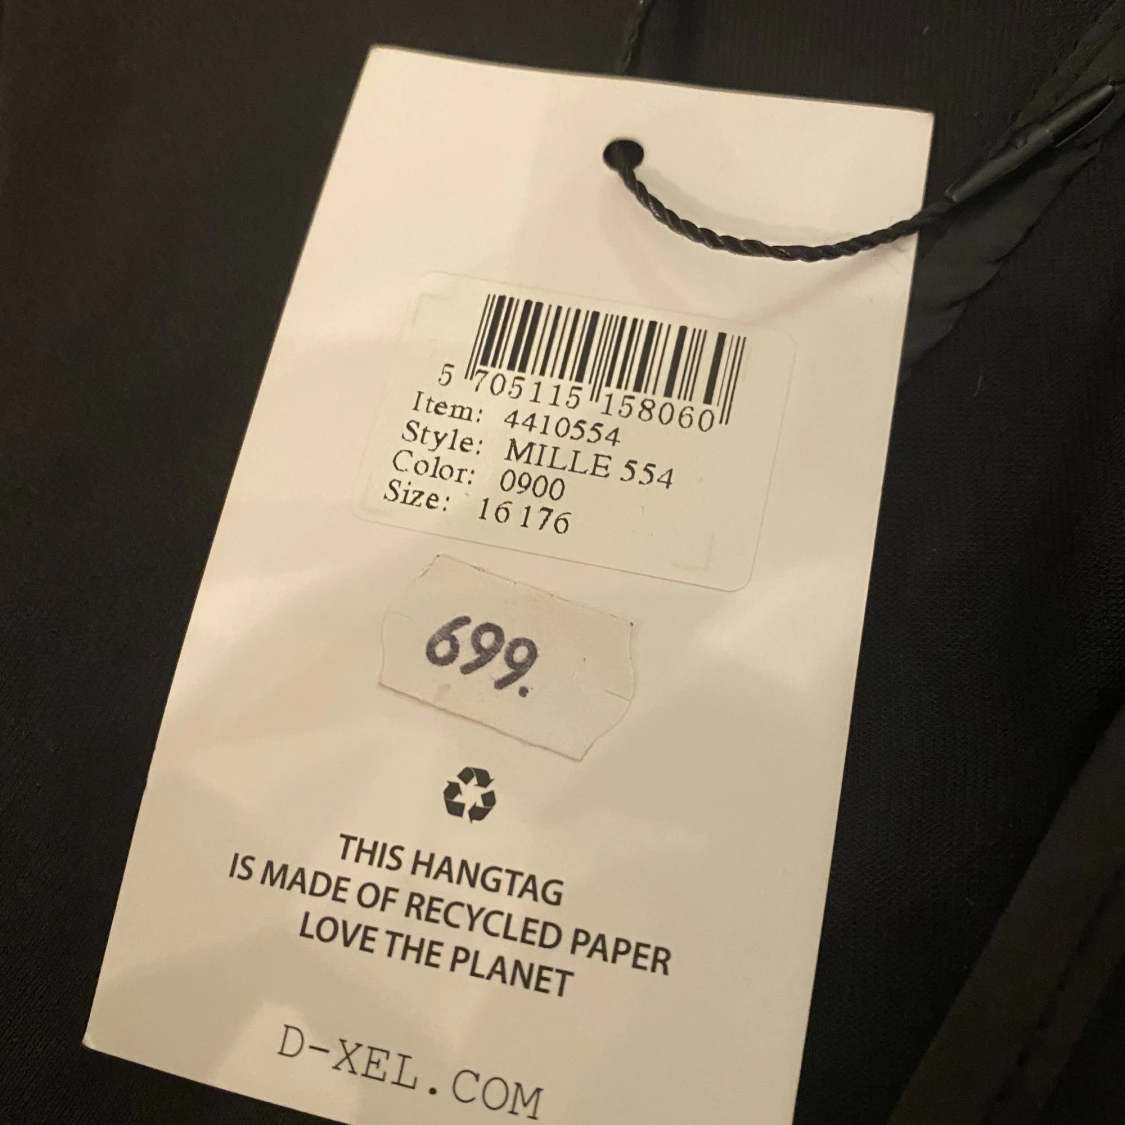 5 705115 158060
Item: 4410554
Style: MILLE 554
Color: 0900
Size: 16 176
699.
THIS HANGTAG
IS MADE OF RECYCLED PAPER
LOVE THE PLANET
D-XEL.COM